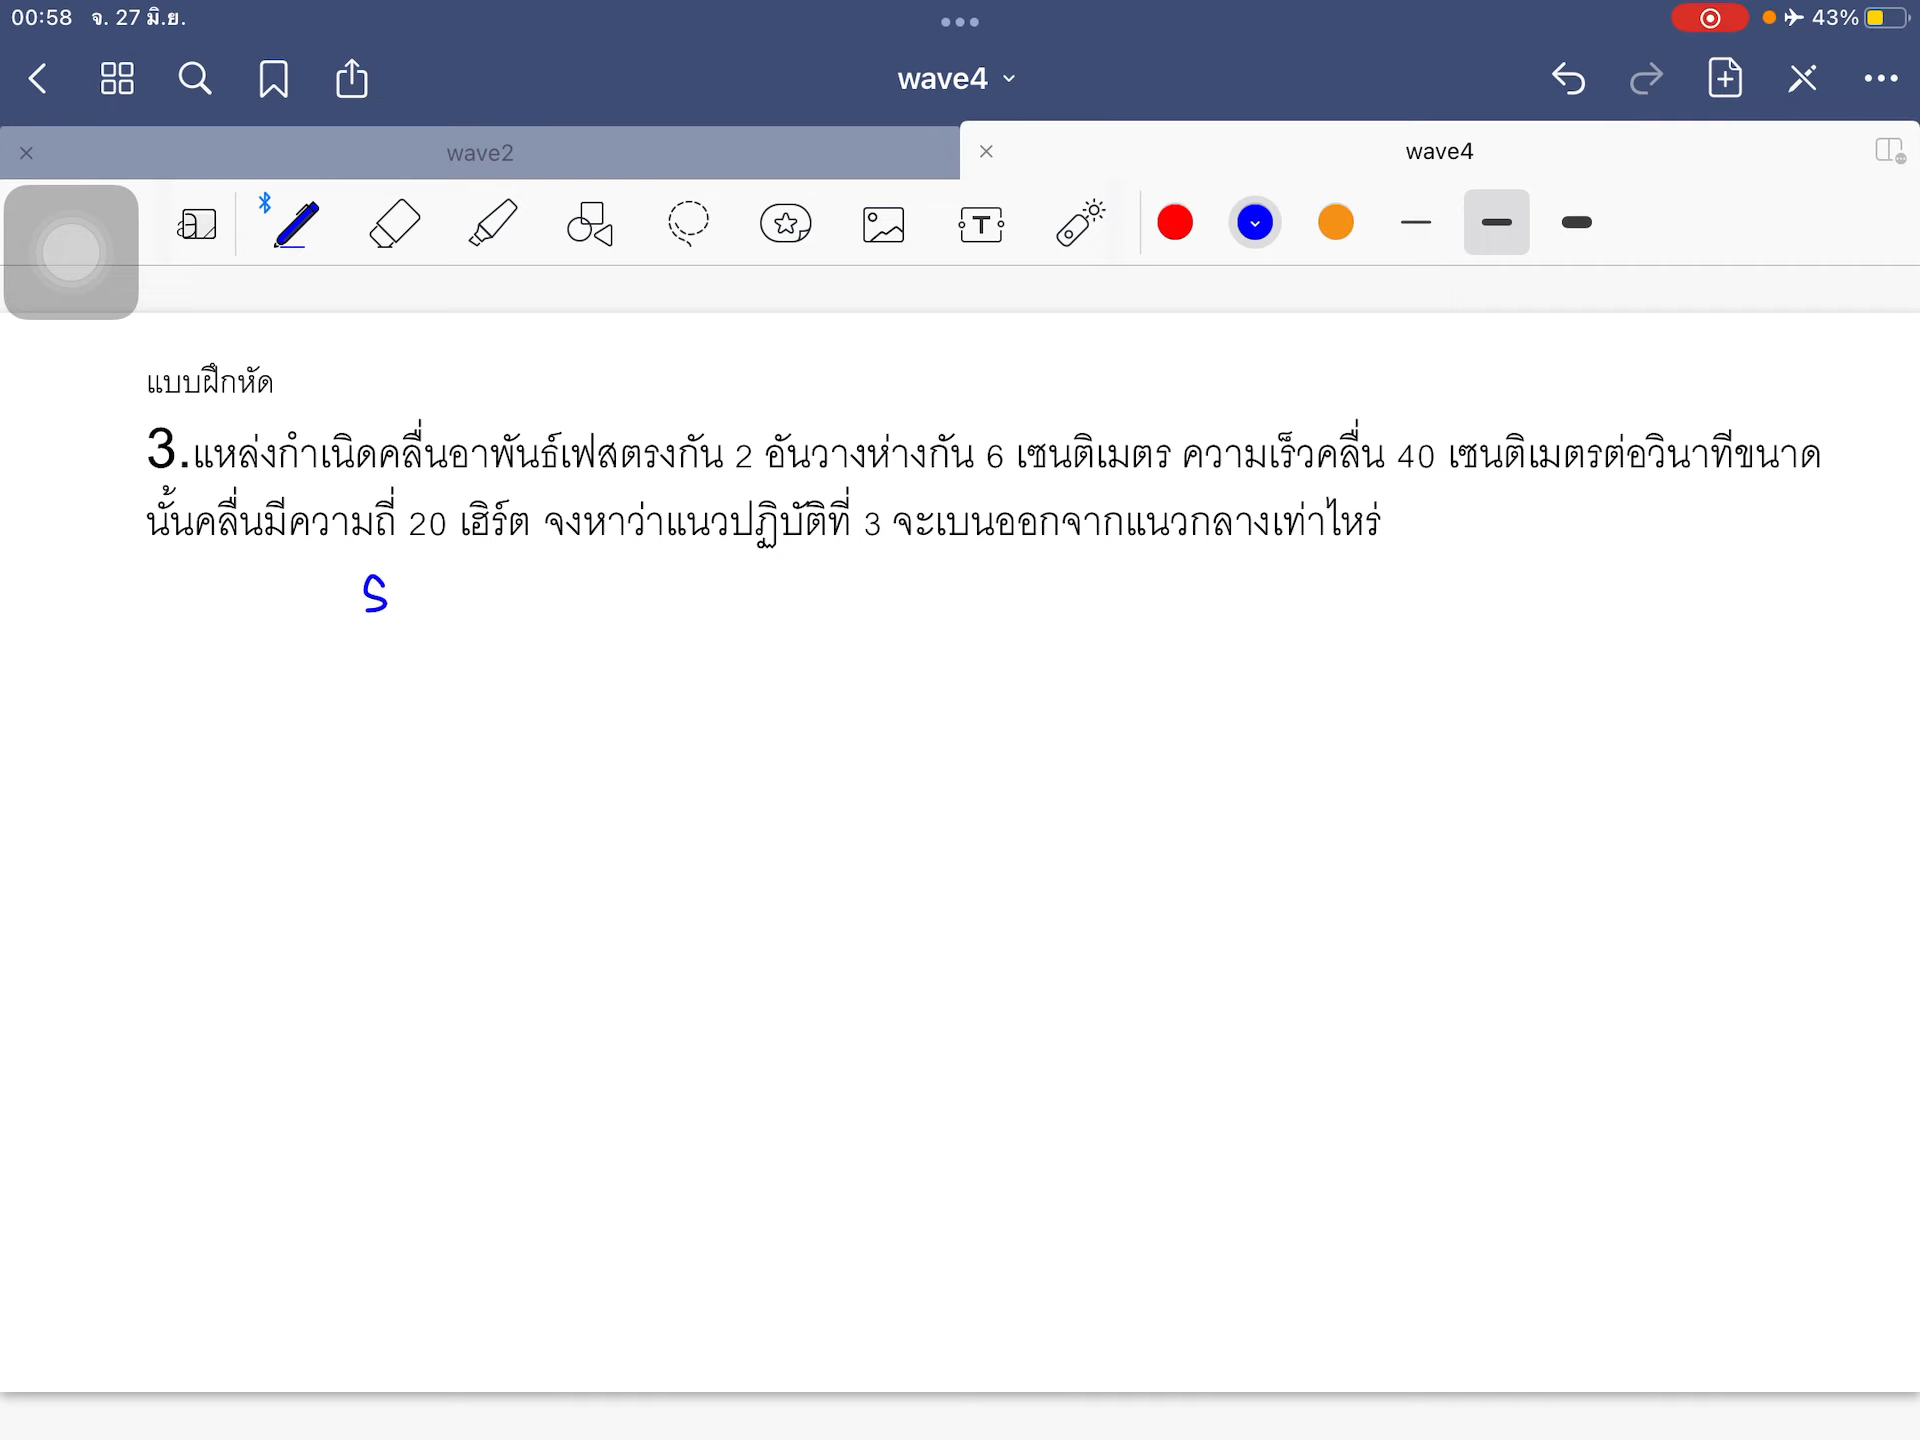 00:58 จ. 27 มิ.ย.
43%
wave4
wave2
wave4
แบบฝึกหัด
3.แหล่งกำเนิดคลื่นอาพันธ์เฟสตรงกัน 2 อันวางห่างกัน 6 เซนติเมตร ความเร็วคลื่น 40 เซนติเมตรต่อวินาทีขนาด
นั้นคลื่นมีความถี่ 20 เฮิร์ต จงหาว่าแนวปฏิบัติที่ 3 จะเบนออกจากแนวกลางเท่าไหร่
S